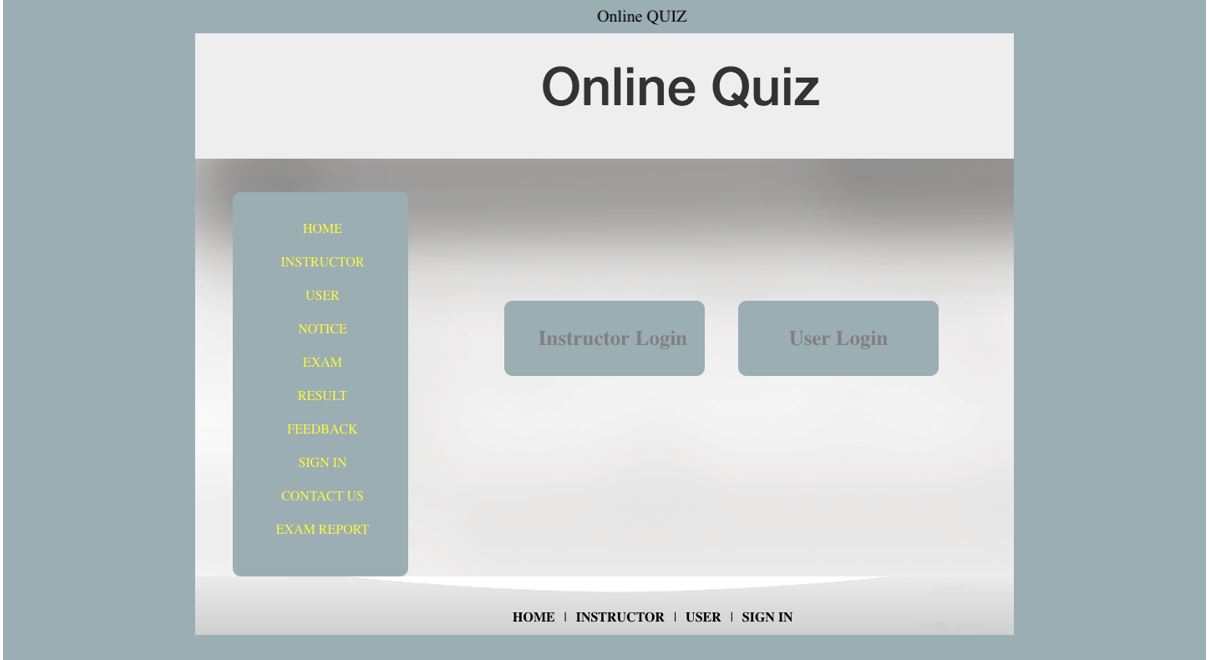 Online QUIZ
Online Quiz
HOME
INSTRUCTOR
USER
NOTICE
EXAM
RESULT
FEEDBACK
SIGN IN
CONTACT US
EXAM REPORT
Instructor Login
User Login
HOME | INSTRUCTOR | USER | SIGN IN